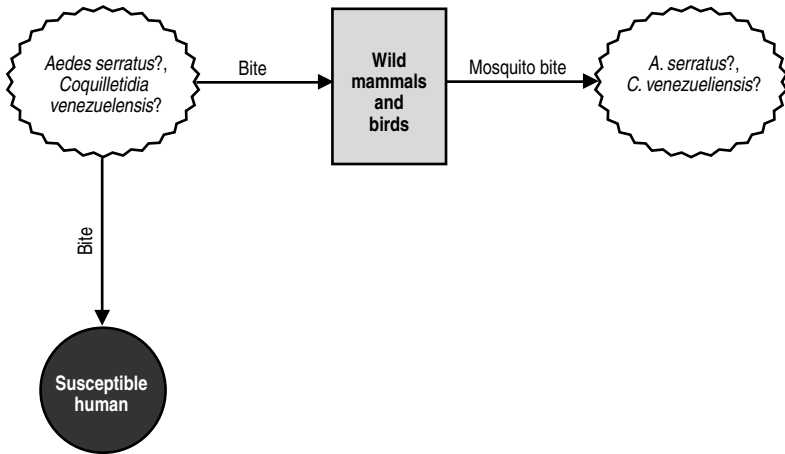 Aedes serratus?,
Coquilletidia
venezuelensis?
Bite
Wild
mammals
and
birds
Mosquito bite
A. serratus?,
C. venezueliensis?
Bite
Susceptible
human